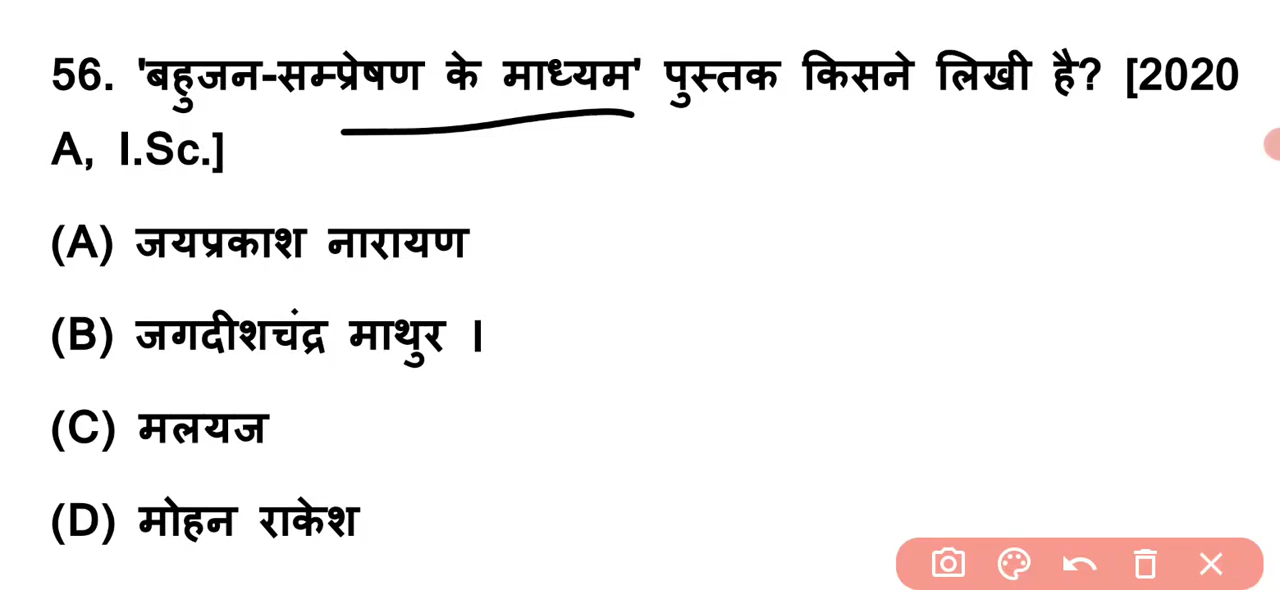 56. 'बहुजन-सम्प्रेषण के माध्यम' पुस्तक किसने लिखी है? [2020
A, I.Sc.]
(A) जयप्रकाश नारायण
(B) जगदीशचंद्र माथुर ।
(C) मलयज
(D) मोहन राकेश